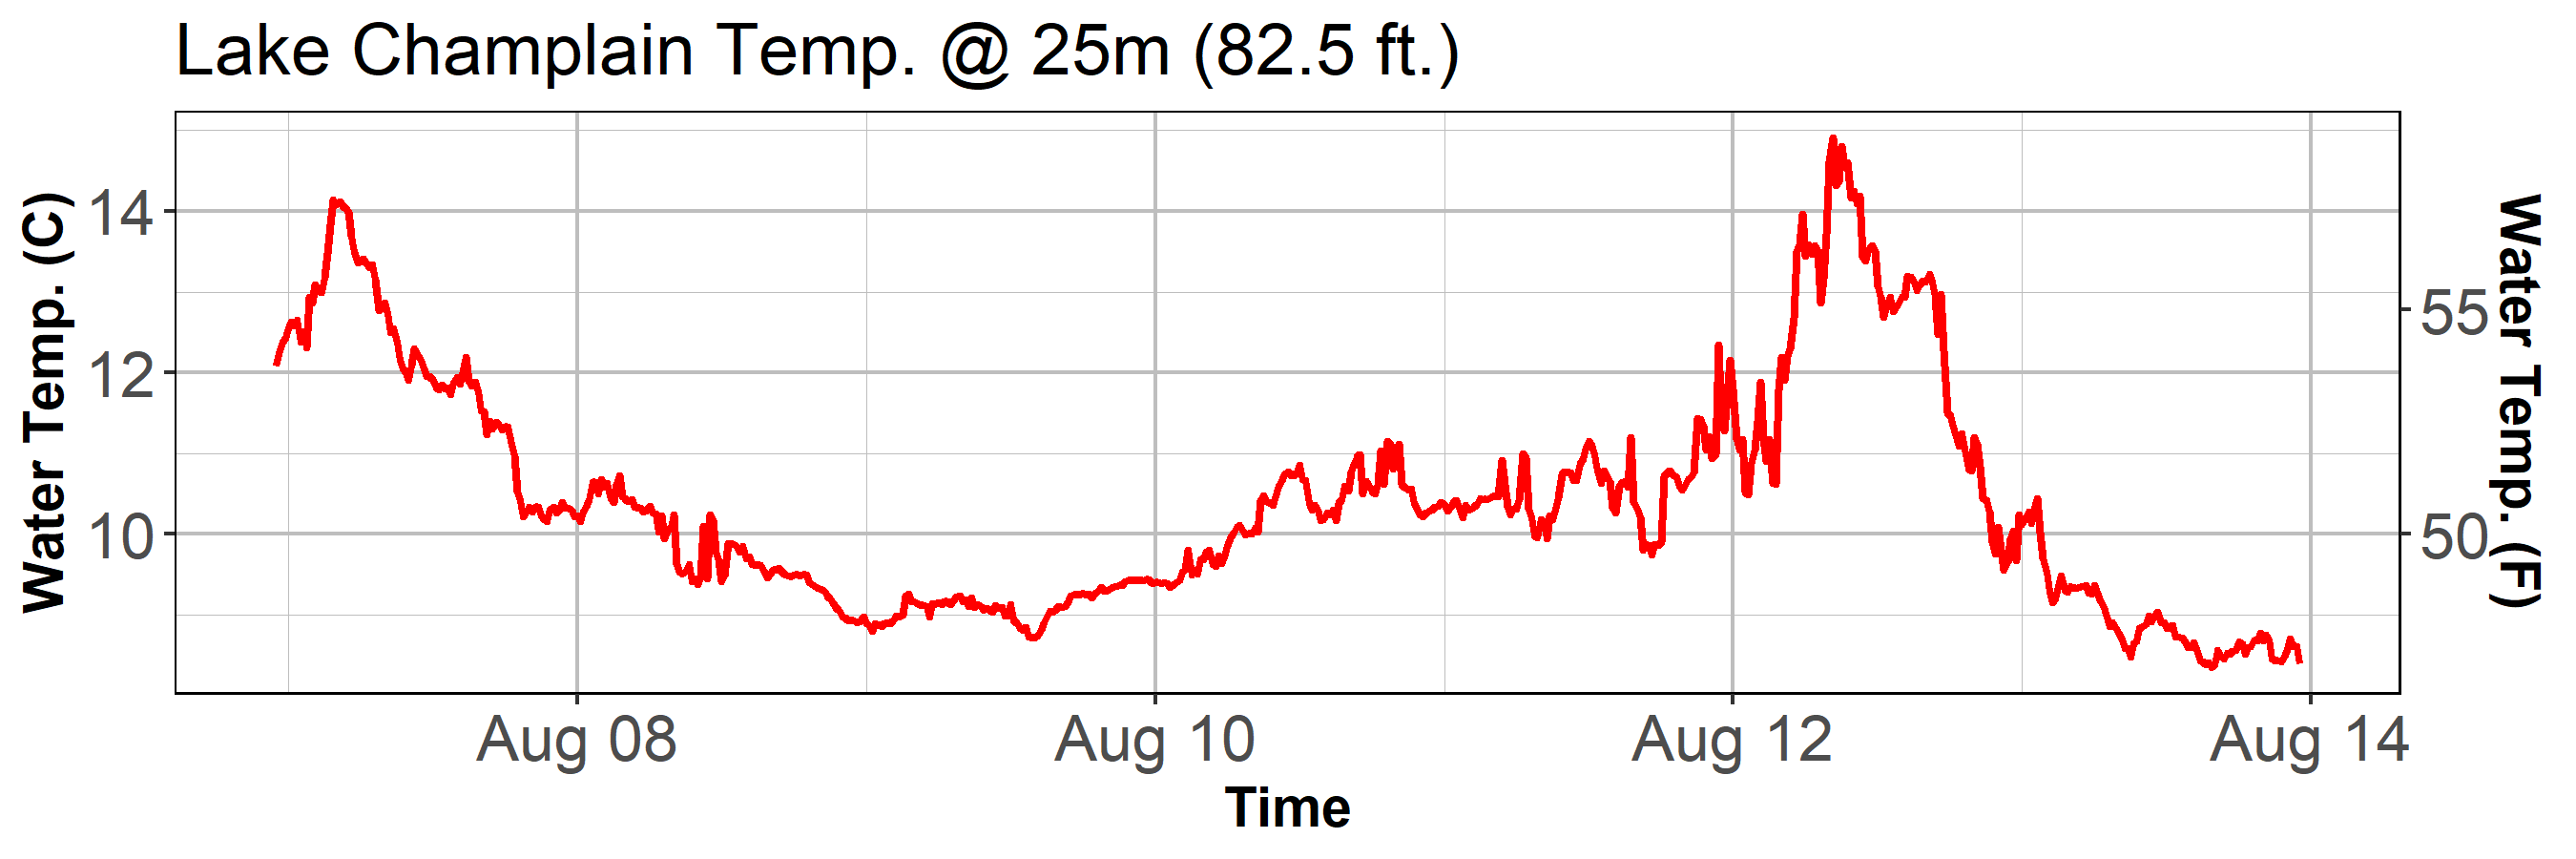 Lake Champlain Temp. @ 25m (82.5 ft.)
Water Temp. (C)
14
12
10
55
50
Water Temp. (F)
Aug 08
Aug 10
Aug 12
Aug 14
Time